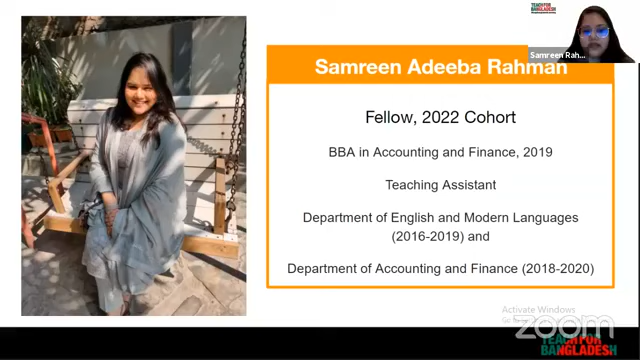 TEACH FOR
BANGLADESH
Samreen Rah...
Samreen Adeeba Rahman
Fellow, 2022 Cohort
BBA in Accounting and Finance, 2019
Teaching Assistant
Department of English and Modern Languages
(2016-2019) and
Department of Accounting and Finance (2018-2020)
Activate Windows
zoom
TEACH FOR
BANGLADESH